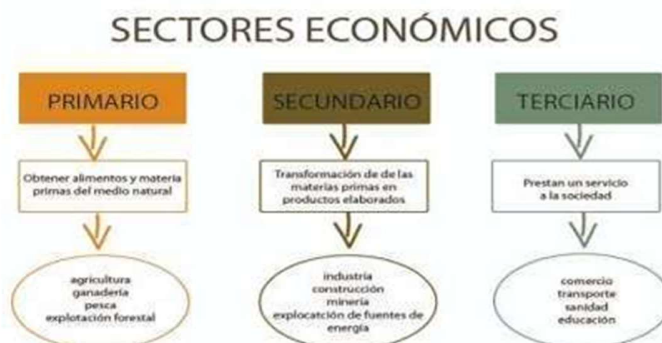 SECTORES ECONÓMICOS
PRIMARIO
Obtener alimentos y materia
primas del medio natural
agricultura
ganadería
pesca
explotación forestal
SECUNDARIO
Transformación de de las
materias primas en
productos elaborados
industria
construcción
minería
explocatción de fuentes de
energía
TERCIARIO
Prestan un servicio
a la sociedad
comercio
transporte
sanidad
educación